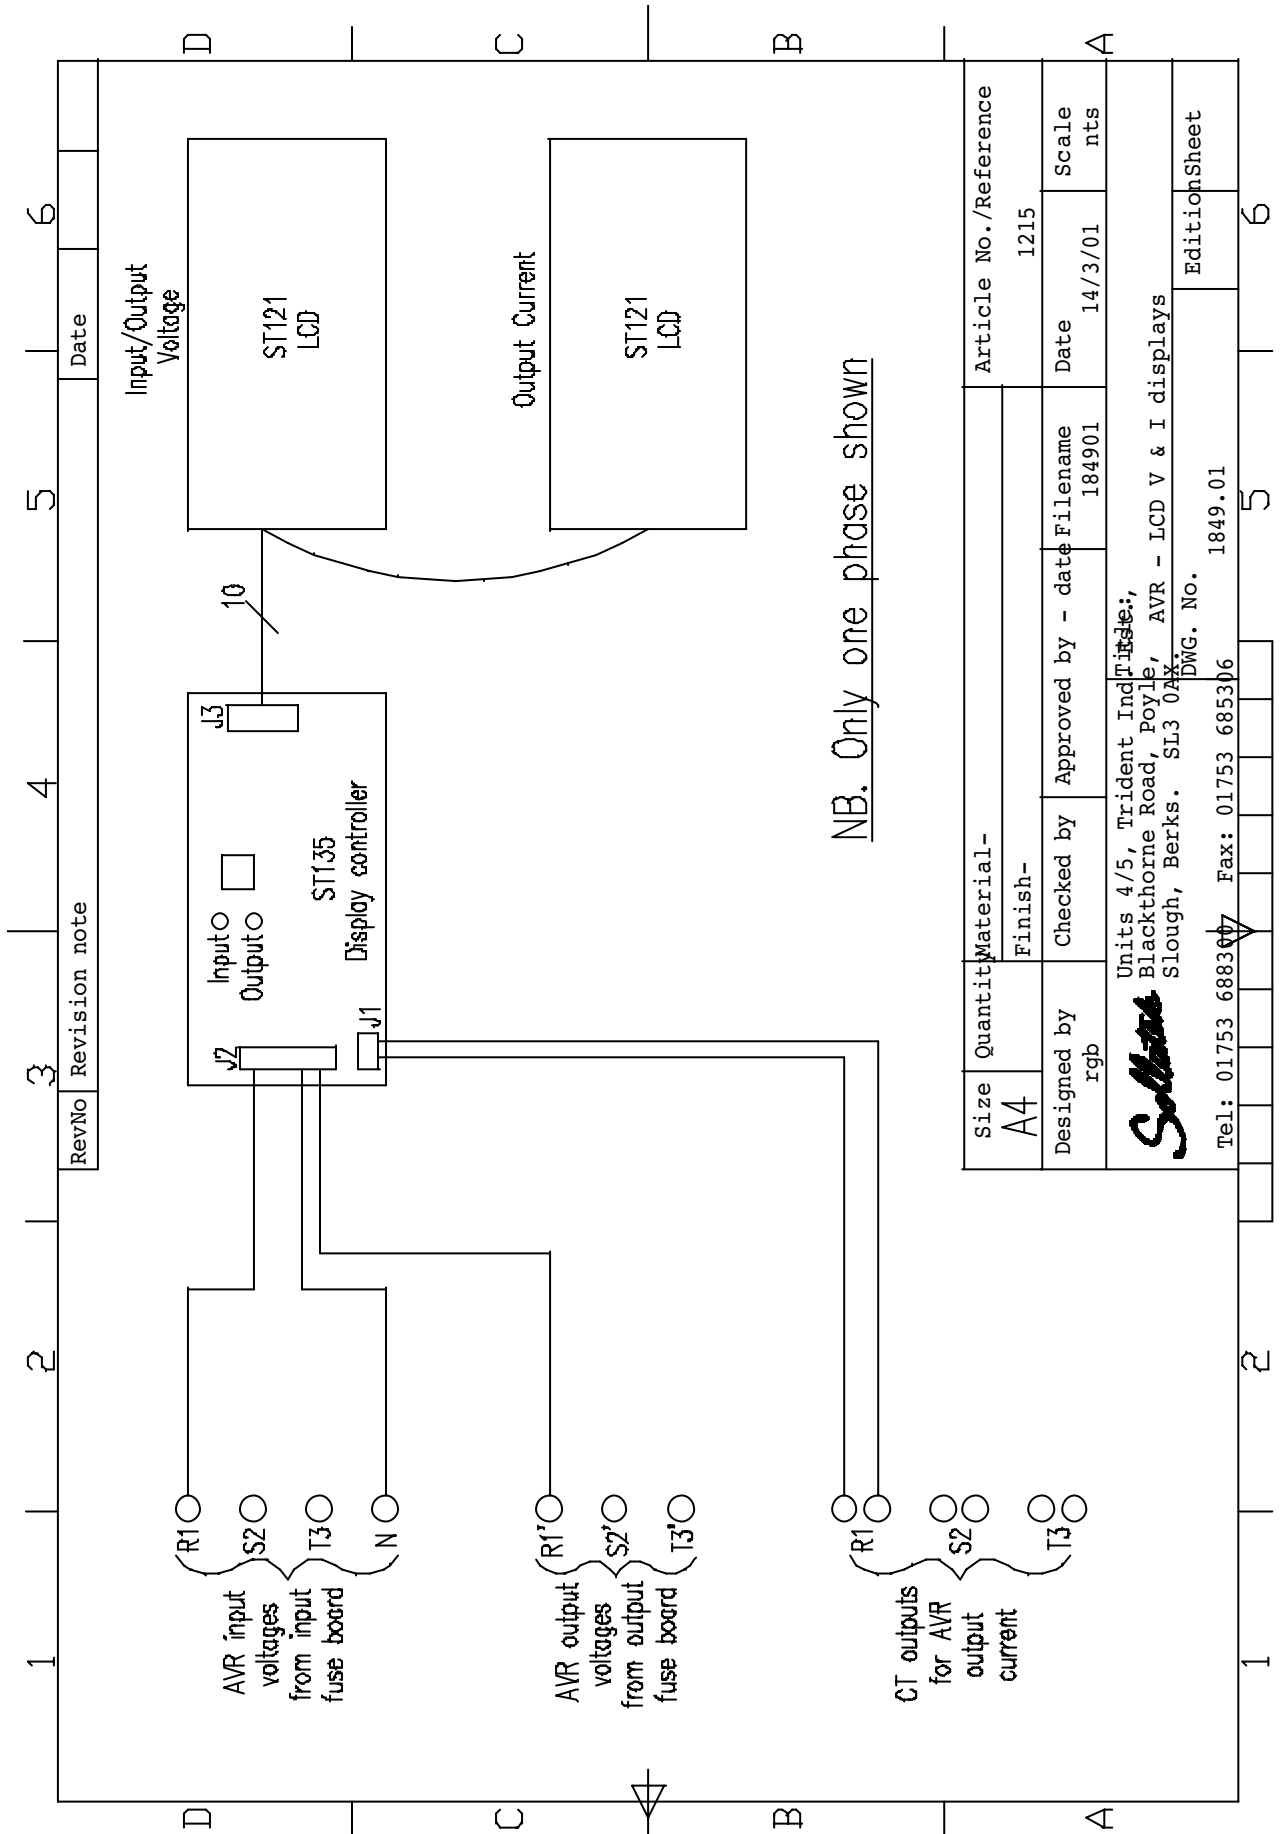 1 2 3 4 5 6
D
C
B
A
RevNo Revision note Date
AVR input
voltages
from input
fuse board
R1
S2
T3
N
AVR output
voltages
from output
fuse board
R1'
S2'
T3'
CT outputs
for AVR
output
current
R1
S2
T3
J2
J1
J3
Input
Output
ST135
Display controller
10
Input/Output
Voltage
ST121
LCD
Output Current
ST121
LCD
NB. Only one phase shown
Size
A4
Quantity
Material-
Finish-
Article No./Reference
1215
Designed by
rgb
Checked by
Approved by - date
Filename
184901
Date
14/3/01
Scale
nts
Sollatek
Units 4/5, Trident Ind. Est.,
Blackthorne Road, Poyle,
Slough, Berks. SL3 0AX.
Tel: 01753 688300 Fax: 01753 685306
Title:
AVR - LCD V & I displays
DWG. No.
1849.01
Edition
Sheet
D
C
B
A
1 2 5 6